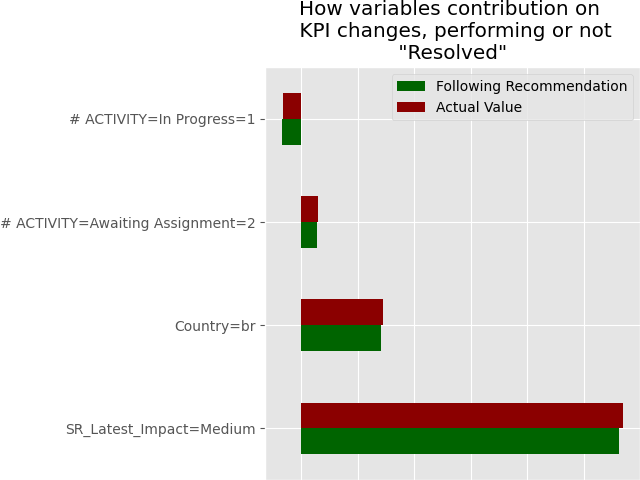 How variables contribution on
KPI changes, performing or not
"Resolved"
Following Recommendation
Actual Value
# ACTIVITY=In Progress=1
# ACTIVITY=Awaiting Assignment=2
Country=br
SR_Latest_Impact=Medium